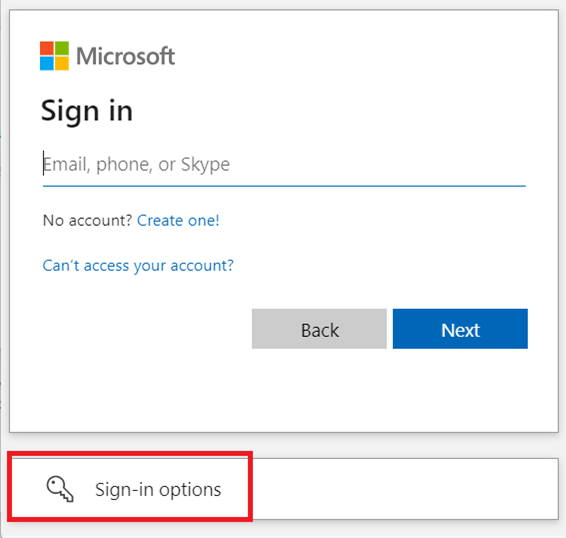 Microsoft
Sign in
Email, phone, or Skype
No account? Create one!
Can't access your account?
Back
Next
Sign-in options